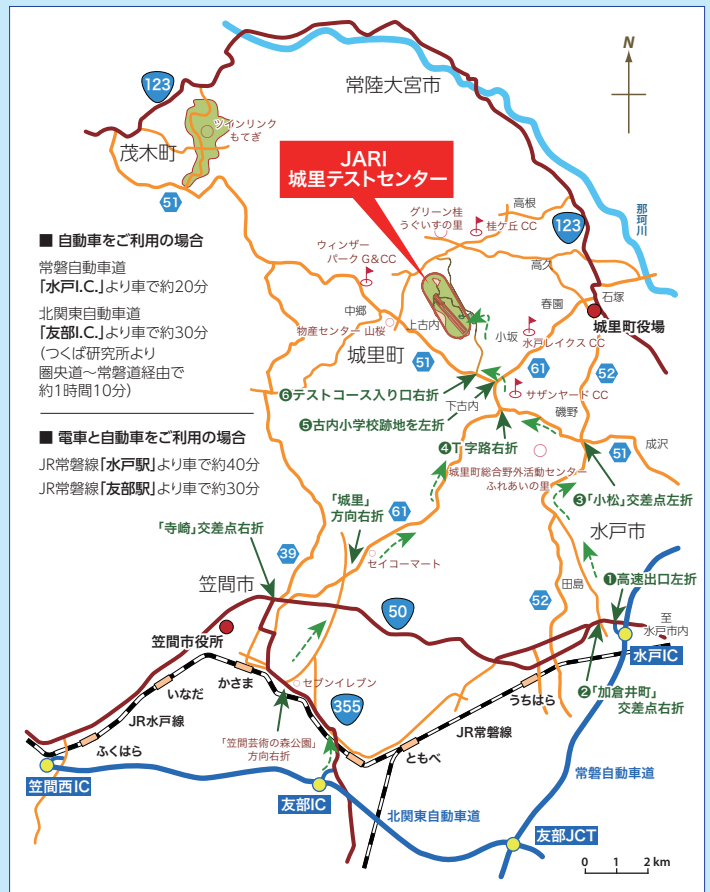 N
123
常陸大宮市
ツインリンク
もてぎ
茂木町
JARI
城里テストセンター
51
那珂川
高根
グリーン桂
うぐいすの里
桂ケ丘 CC
123
■ 自動車をご利用の場合
常磐自動車道
「水戸I.C.」より車で約20分
北関東自動車道
「友部I.C.」より車で約30分
(つくば研究所より
圏央道～常磐道経由で
約1時間10分)
■ 電車と自動車をご利用の場合
JR常磐線「水戸駅」より車で約40分
JR常磐線「友部駅」より車で約30分
ウィンザー
パーク G&CC
高久
春園
石塚
中郷
物産センター 山桜
上古内
小坂
水戸レイクス CC
城里町役場
城里町
51
61
52
❻テストコース入り口右折
下古内
サザンヤード CC
❺古内小学校跡地を左折
磯野
❹T字路右折
51
成沢
城里町総合野外活動センター
ふれあいの里
❸「小松」交差点左折
「城里」
方向右折
61
水戸市
「寺崎」交差点右折
39
セイコーマート
笠間市
田島
❶高速出口左折
52
50
至
水戸市内
笠間市役所
水戸IC
かさま
セブンイレブン
いなだ
355
うちはら
❷「加倉井町」
交差点右折
JR水戸線
JR常磐線
ふくはら
「笠間芸術の森公園」
方向右折
ともべ
常磐自動車道
笠間西IC
友部IC
北関東自動車道
友部JCT
0 1 2 km